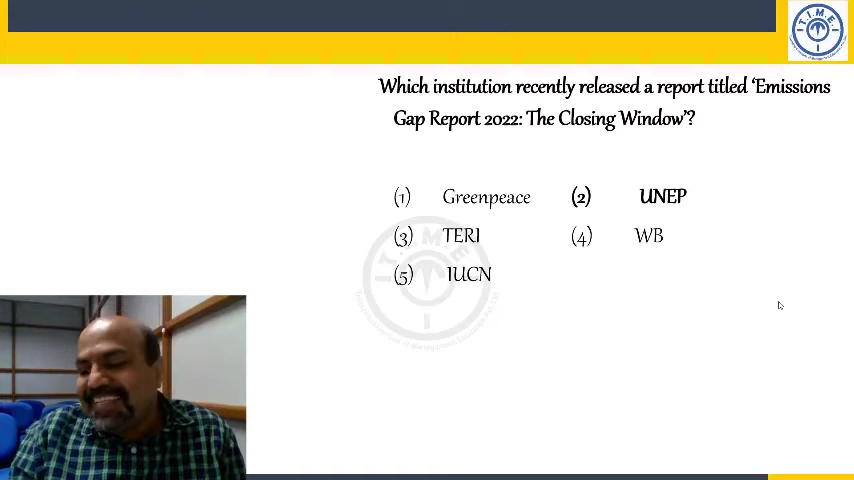 T.I.M.E.
Which institution recently released a report titled ‘Emissions
Gap Report 2022: The Closing Window’?
(1) Greenpeace (2) UNEP
(3) TERI (4) WB
(5) IUCN
T.I.M.E.